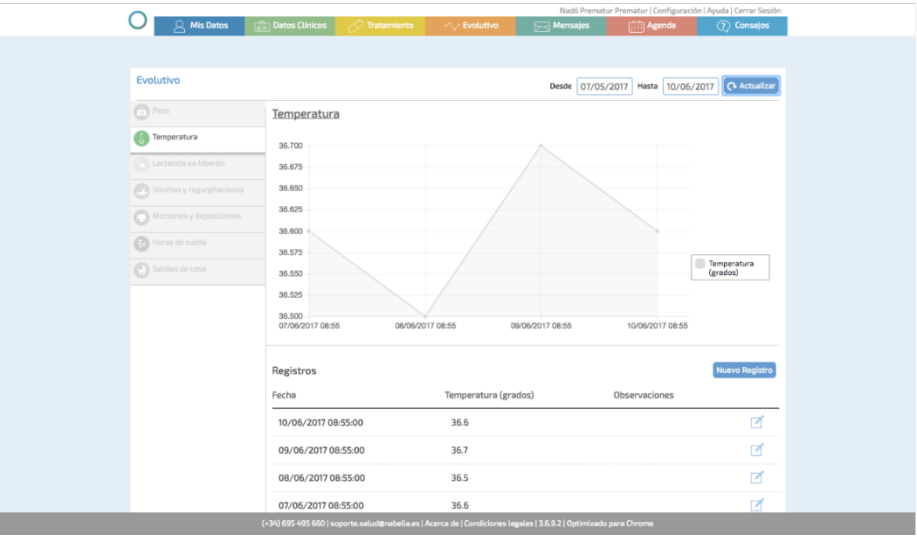 Nadó Prematur Prematur | Configuración | Ayuda | Cerrar Sesión
Mis Datos Datos Clínicos Tratamiento Evolutivo Mensajes Agenda Consejos
Evolutivo
Desde 07/05/2017 Hasta 10/06/2017 Actualizar
Peso
Temperatura
Lactancia en biberón
Vómitos y regurgitaciones
Micciones y deposiciones
Horas de sueño
Salidas de casa
Temperatura
36.700
36.675
36.650
36.625
36.600
36.575
36.550
36.525
36.500
07/06/2017 08:55 08/06/2017 08:55 09/06/2017 08:55 10/06/2017 08:55
Temperatura
(grados)
Registros
Nuevo Registro
Fecha Temperatura (grados) Observaciones
10/06/2017 08:55:00 36.6
09/06/2017 08:55:00 36.7
08/06/2017 08:55:00 36.5
07/06/2017 08:55:00 36.6
(+34) 695 495 660 | soporte.salud@nabelia.es | Acerca de | Condiciones legales | 3.6.9.2 | Optimizado para Chrome